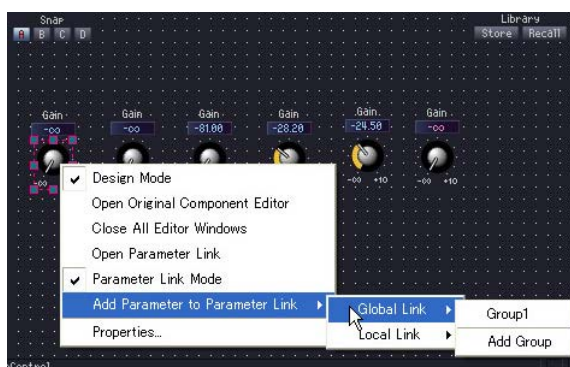 Snap
Library
A B C D
Store Recall
Gain Gain Gain Gain Gain Gain
-∞ -∞ -81.00 -28.20 -24.50 -∞
-∞ -∞ +10 -∞ +10
Design Mode
Open Original Component Editor
Close All Editor Windows
Open Parameter Link
Parameter Link Mode
Add Parameter to Parameter Link
Properties...
Global Link
Local Link
Group1
Add Group